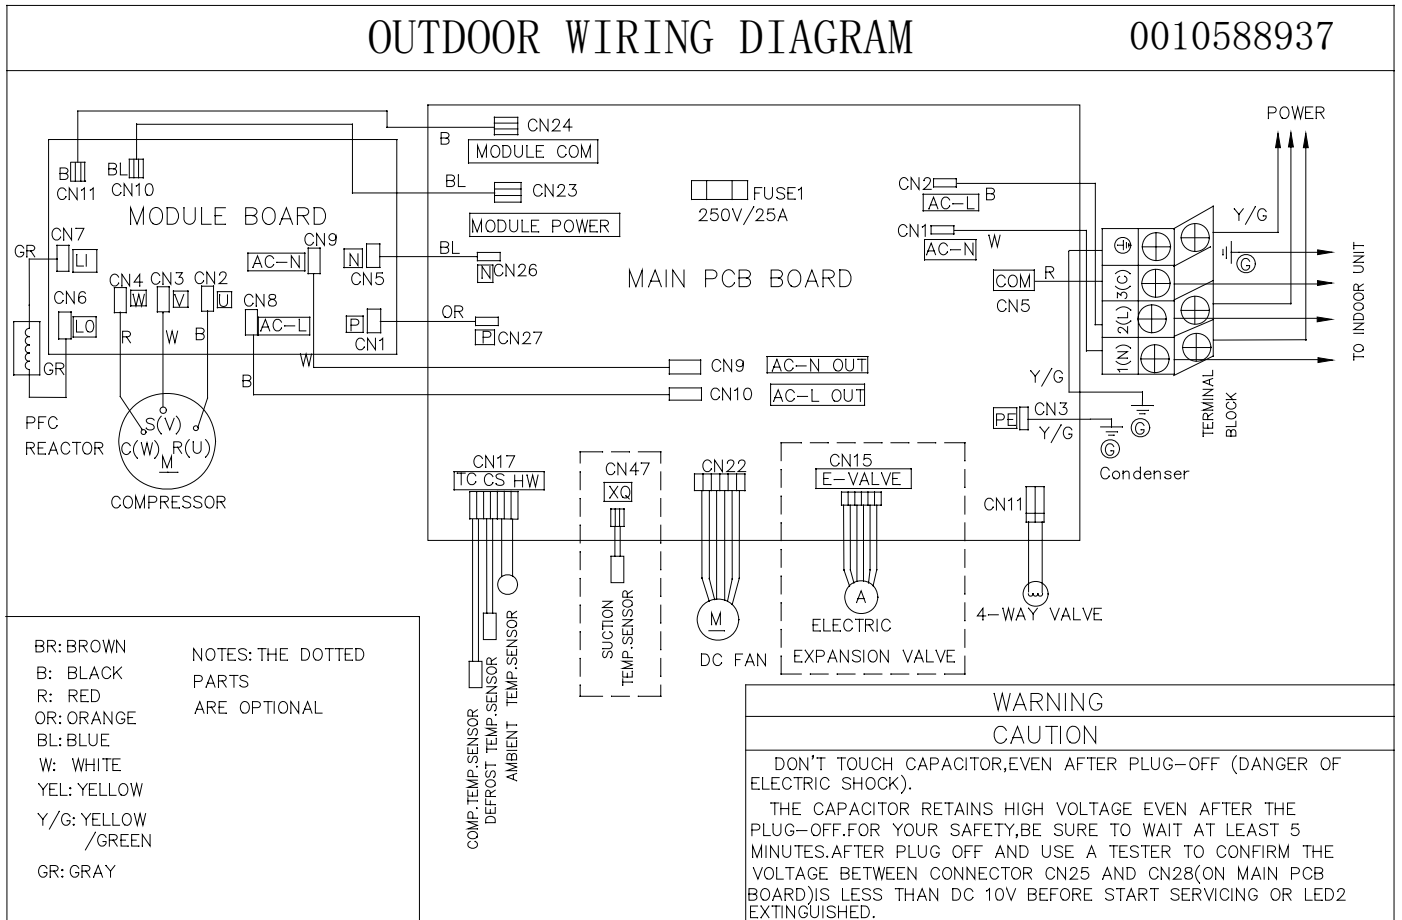 OUTDOOR WIRING DIAGRAM 0010588937
POWER
B
CN24
MODULE COM
B
CN11
BL
CN10
BL
CN23
MODULE POWER
FUSE1
250V/25A
CN2
AC-L
B
CN1
AC-N
W
Y/G
MODULE BOARD
MAIN PCB BOARD
GR
CN7
LI
CN4
W
CN3
V
CN2
U
AC-N
CN9
N
CN5
BL
N
CN26
CN6
LO
CN8
AC-L
P
CN1
OR
P
CN27
COM
R
CN5
3(C)
2(L)
1(N)
G
TO INDOOR UNIT
R
W
B
W
GR
B
CN9
AC-N OUT
CN10
AC-L OUT
Y/G
PE
CN3
Y/G
G
G
Condenser
TERMINAL
BLOCK
PFC
REACTOR
S(V)
C(W)
R(U)
M
COMPRESSOR
CN17
TC CS HW
CN47
XQ
CN22
CN15
E-VALVE
CN11
COMP.TEMP.SENSOR
DEFROST TEMP.SENSOR
AMBIENT TEMP.SENSOR
SUCTION
TEMP.SENSOR
M
DC FAN
A
ELECTRIC
EXPANSION VALVE
4-WAY VALVE
BR: BROWN
B: BLACK
R: RED
OR: ORANGE
BL: BLUE
W: WHITE
YEL: YELLOW
Y/G: YELLOW
/GREEN
GR: GRAY
NOTES: THE DOTTED
PARTS
ARE OPTIONAL
WARNING
CAUTION
DON'T TOUCH CAPACITOR,EVEN AFTER PLUG-OFF (DANGER OF
ELECTRIC SHOCK).
THE CAPACITOR RETAINS HIGH VOLTAGE EVEN AFTER THE
PLUG-OFF.FOR YOUR SAFETY,BE SURE TO WAIT AT LEAST 5
MINUTES.AFTER PLUG OFF AND USE A TESTER TO CONFIRM THE
VOLTAGE BETWEEN CONNECTOR CN25 AND CN28(ON MAIN PCB
BOARD)IS LESS THAN DC 10V BEFORE START SERVICING OR LED2
EXTINGUISHED.